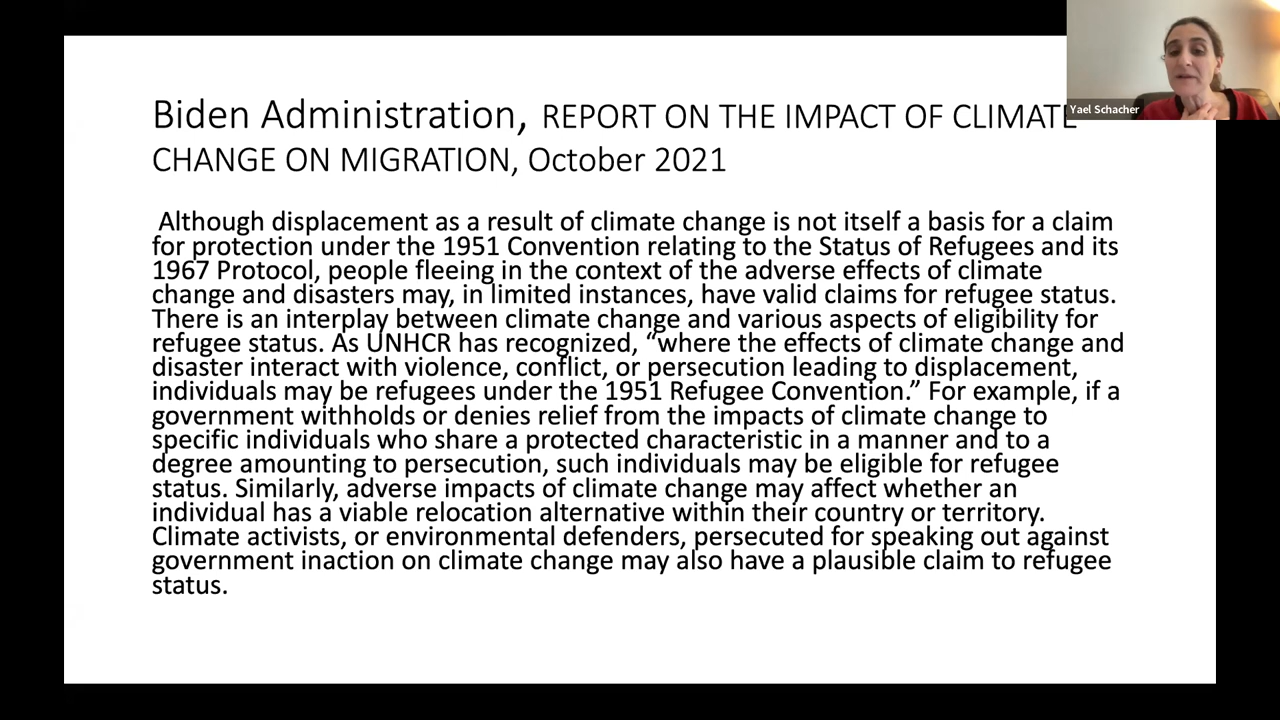 Biden Administration, REPORT ON THE IMPACT OF CLIMATE
CHANGE ON MIGRATION, October 2021
Yael Schacher
Although displacement as a result of climate change is not itself a basis for a claim
for protection under the 1951 Convention relating to the Status of Refugees and its
1967 Protocol, people fleeing in the context of the adverse effects of climate
change and disasters may, in limited instances, have valid claims for refugee status.
There is an interplay between climate change and various aspects of eligibility for
refugee status. As UNHCR has recognized, “where the effects of climate change and
disaster interact with violence, conflict, or persecution leading to displacement,
individuals may be refugees under the 1951 Refugee Convention.” For example, if a
government withholds or denies relief from the impacts of climate change to
specific individuals who share a protected characteristic in a manner and to a
degree amounting to persecution, such individuals may be eligible for refugee
status. Similarly, adverse impacts of climate change may affect whether an
individual has a viable relocation alternative within their country or territory.
Climate activists, or environmental defenders, persecuted for speaking out against
government inaction on climate change may also have a plausible claim to refugee
status.